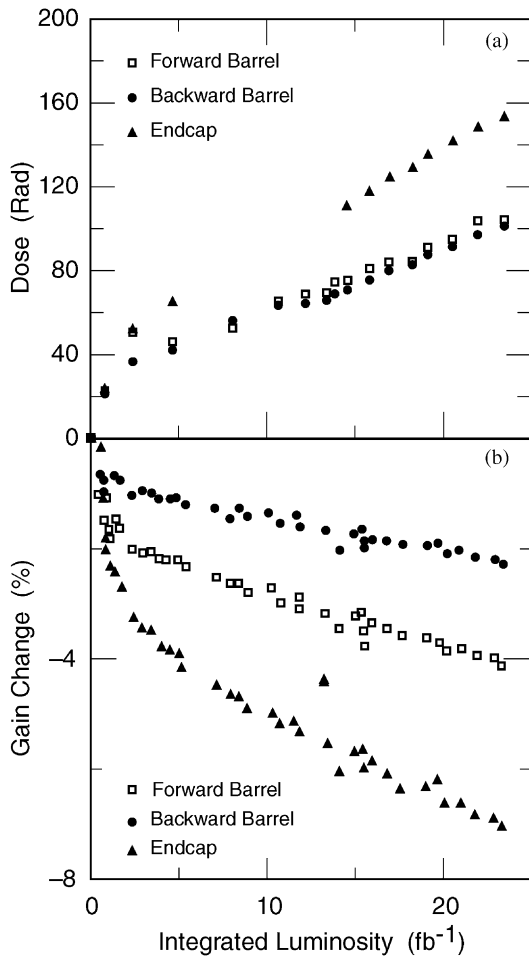 200
(a)
Forward Barrel
160
Backward Barrel
Endcap
120
Dose (Rad)
80
40
0
(b)
Gain Change (%)
–4
Forward Barrel
Backward Barrel
Endcap
–8
0 10 20
Integrated Luminosity (fb-1)